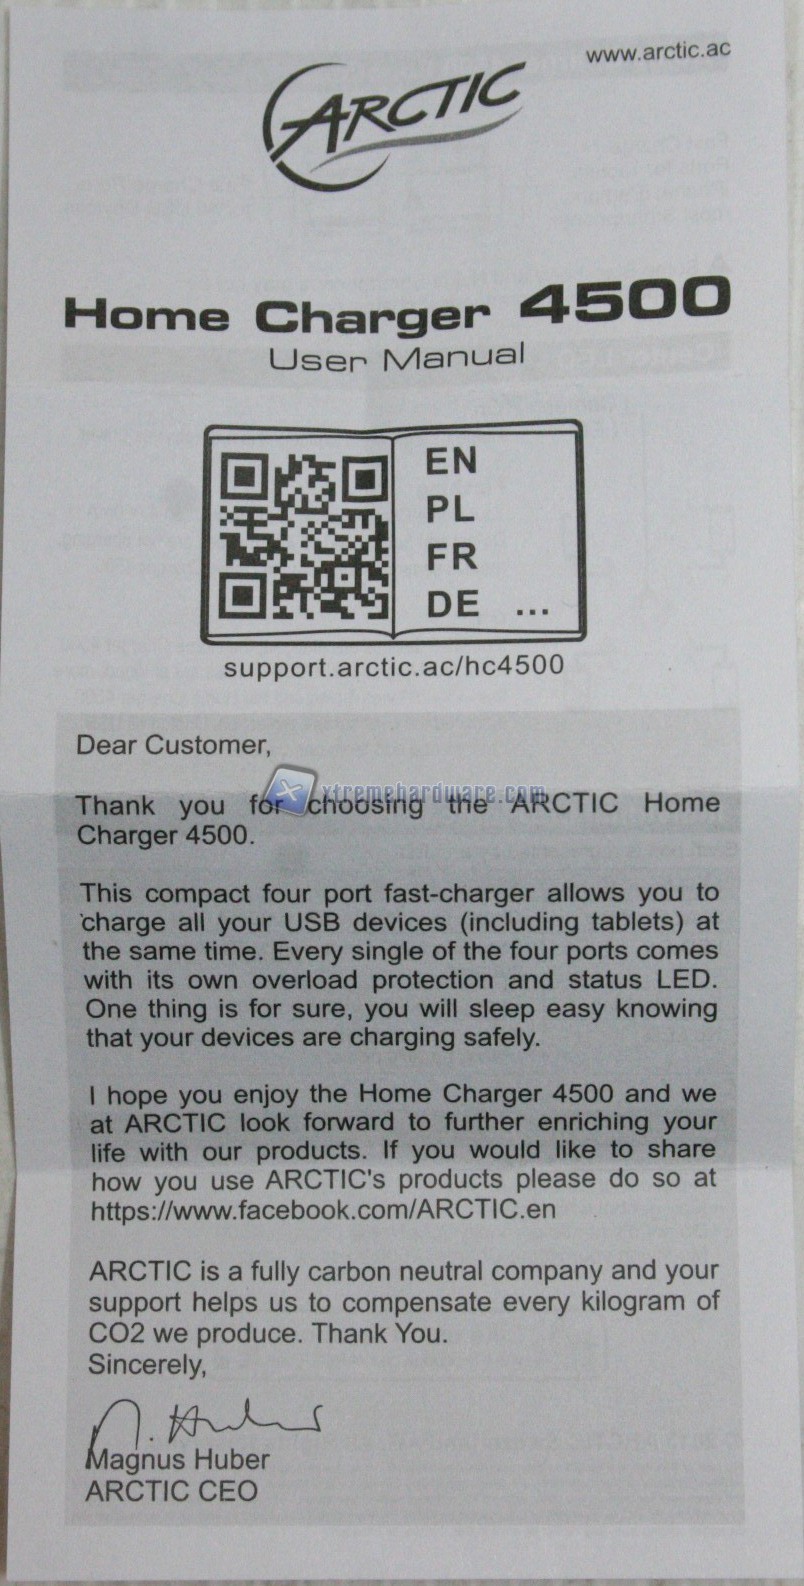 www.arctic.ac
ARCTIC
Home Charger 4500
User Manual
EN
PL
FR
DE ...
support.arctic.ac/hc4500
Dear Customer,
xtremehardware.com
Thank you for choosing the ARCTIC Home
Charger 4500.
This compact four port fast-charger allows you to
charge all your USB devices (including tablets) at
the same time. Every single of the four ports comes
with its own overload protection and status LED.
One thing is for sure, you will sleep easy knowing
that your devices are charging safely.
I hope you enjoy the Home Charger 4500 and we
at ARCTIC look forward to further enriching your
life with our products. If you would like to share
how you use ARCTIC's products please do so at
https://www.facebook.com/ARCTIC.en
ARCTIC is a fully carbon neutral company and your
support helps us to compensate every kilogram of
CO2 we produce. Thank You.
Sincerely,
Magnus Huber
ARCTIC CEO